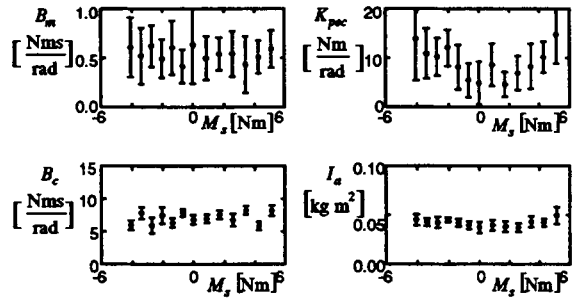 B_m
[Nms/rad]
1.0
0.5
0.0
-6 0 6
M_s [Nm]
K_pec
[Nm/rad]
20
10
0
-6 0 6
M_s [Nm]
B_c
[Nms/rad]
15
10
5
0
-6 0 6
M_s [Nm]
I_a
[kg m²]
0.10
0.05
0.00
-6 0 6
M_s [Nm]